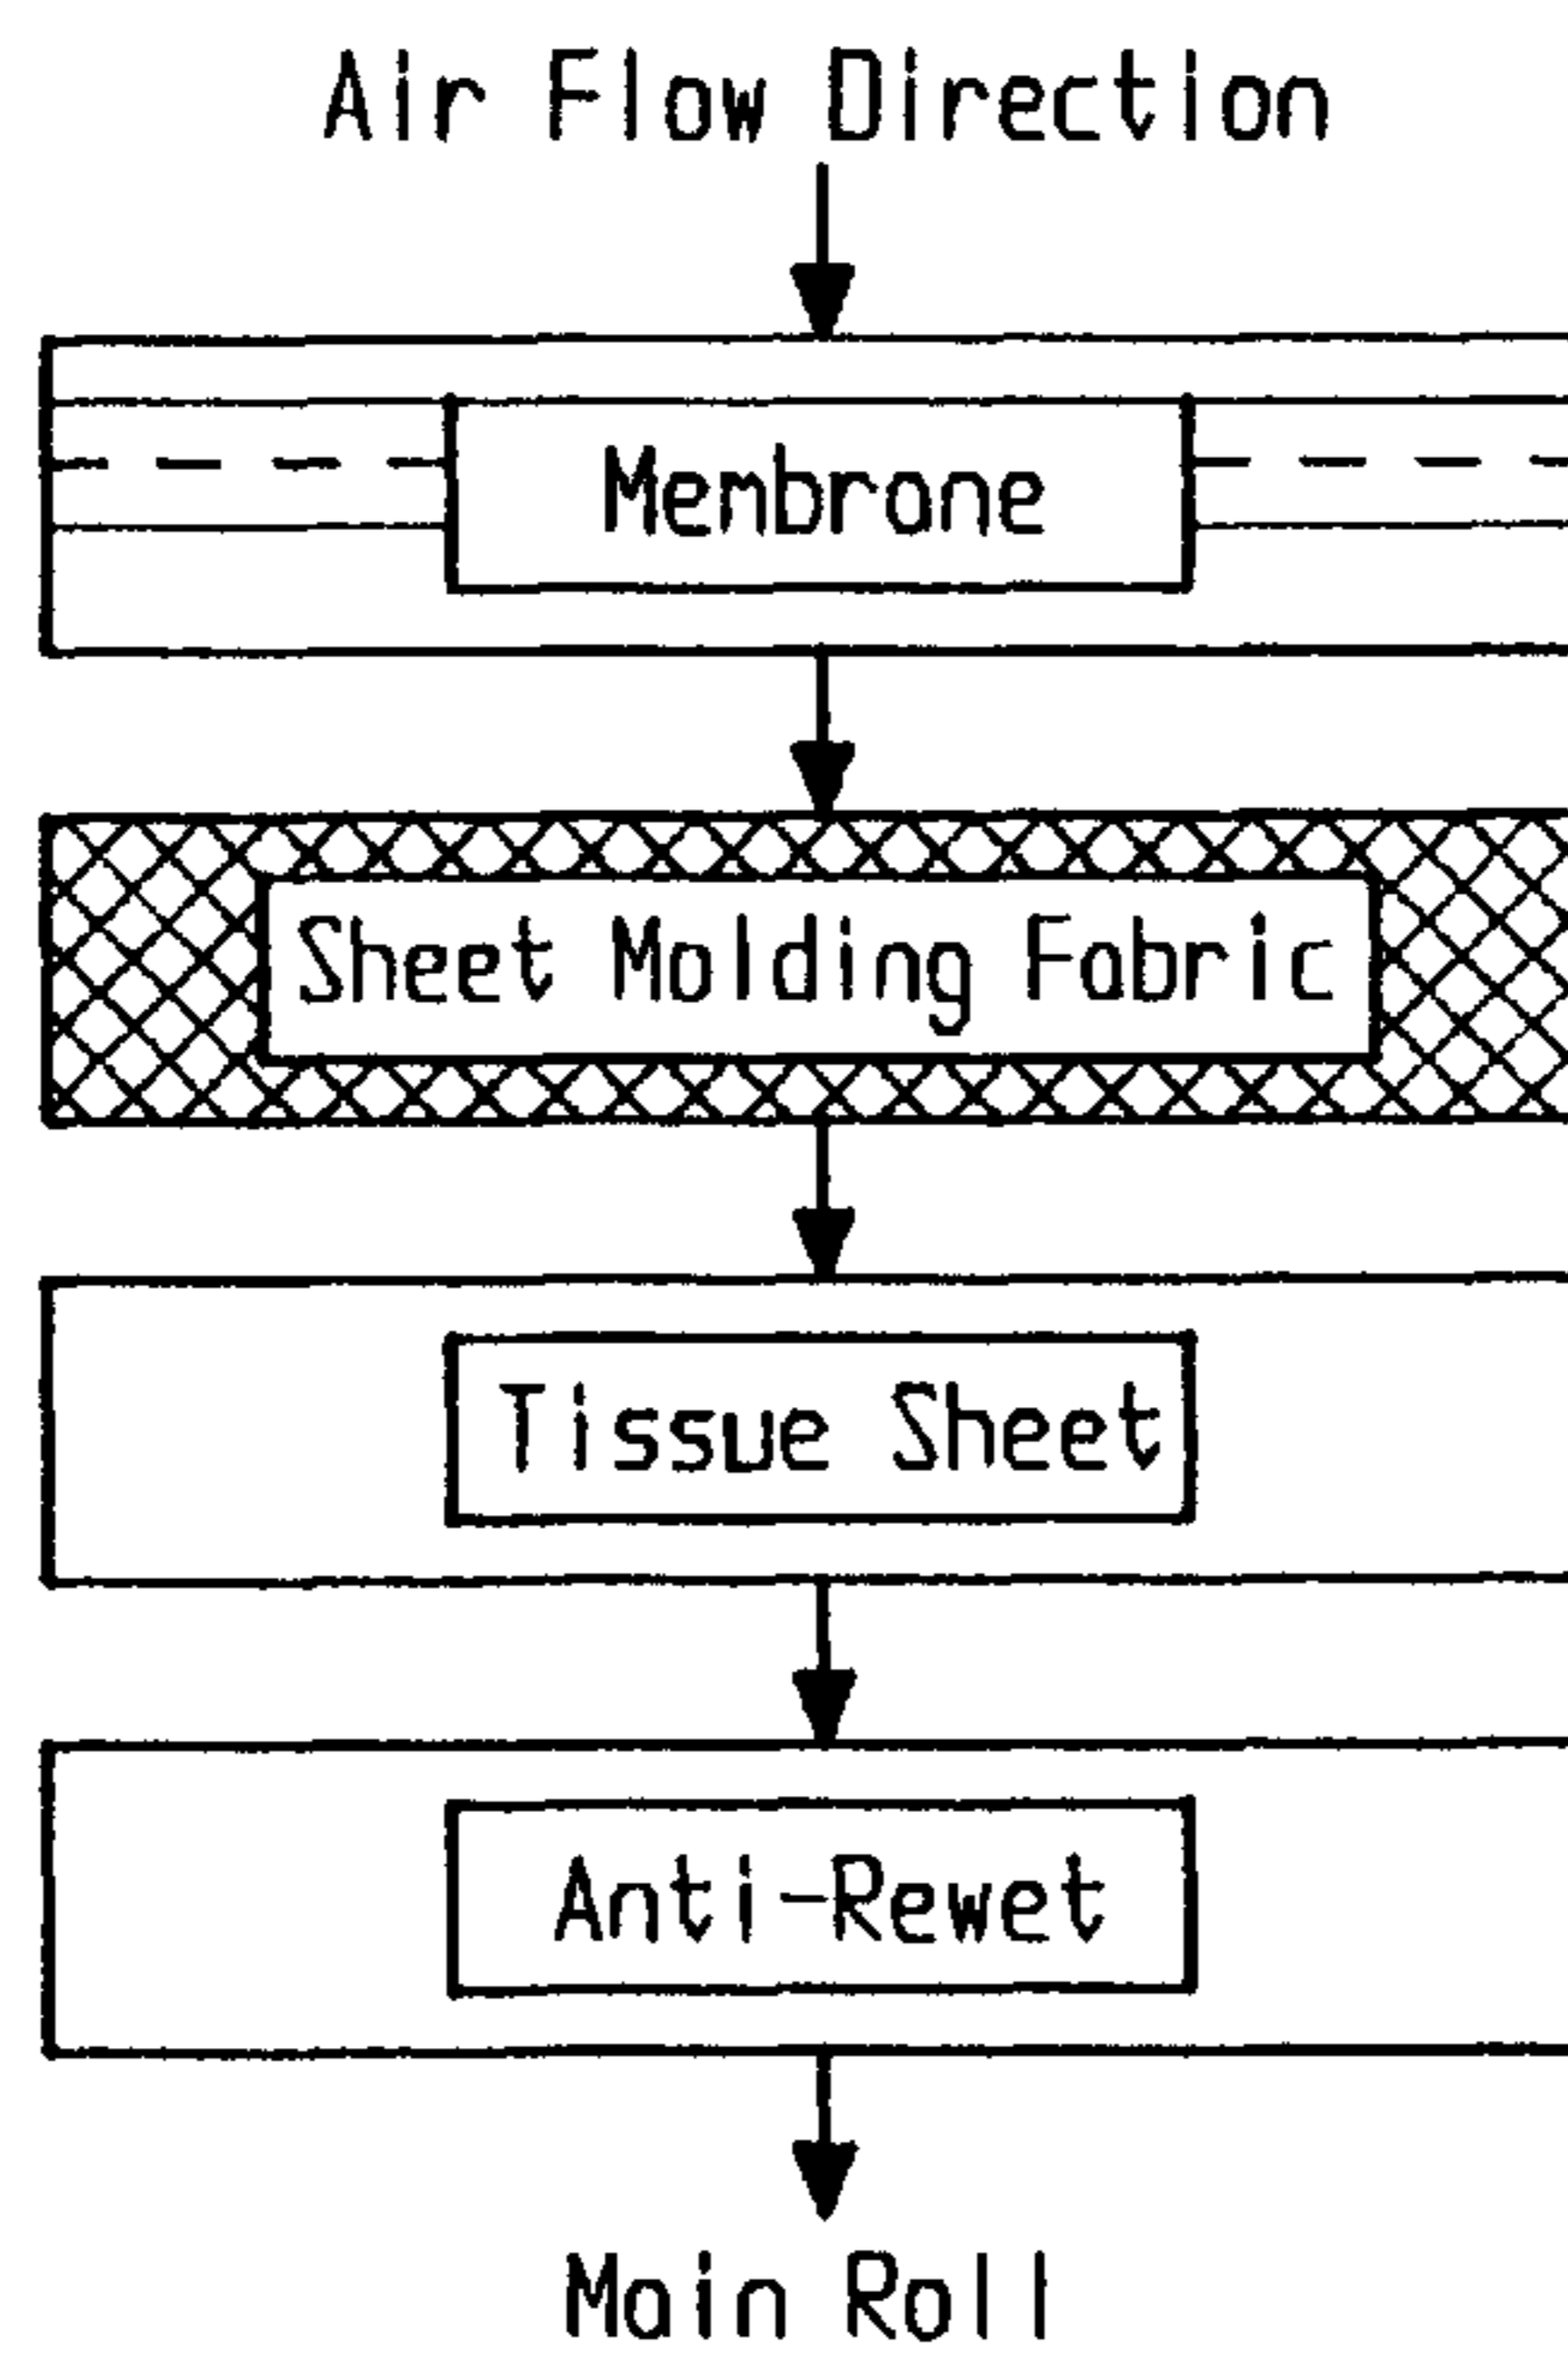 Air Flow Direction
Membrane
Sheet Molding Fabric
Tissue Sheet
Anti-Rewet
Main Roll